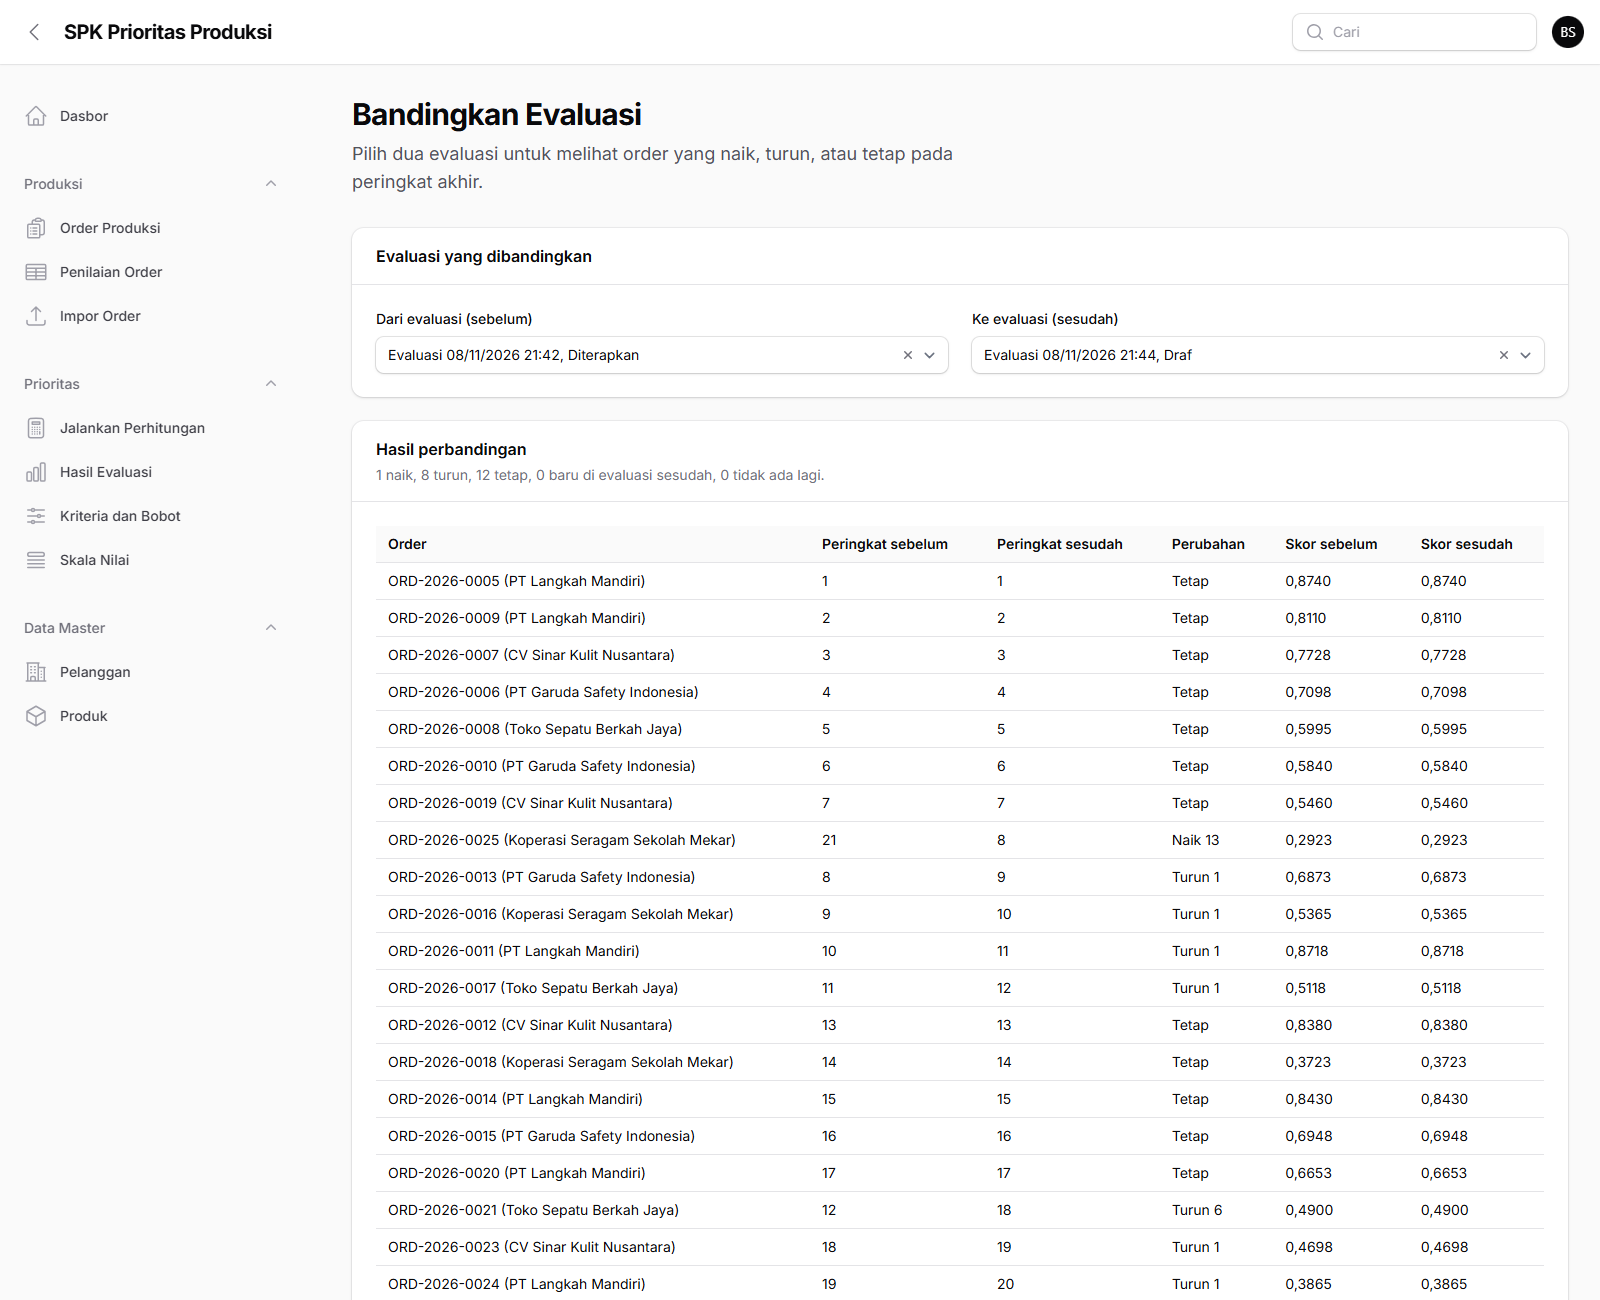 SPK Prioritas Produksi
Cari
BS
Dasbor
Produksi
Order Produksi
Penilaian Order
Impor Order
Prioritas
Jalankan Perhitungan
Hasil Evaluasi
Kriteria dan Bobot
Skala Nilai
Data Master
Pelanggan
Produk
Bandingkan Evaluasi
Pilih dua evaluasi untuk melihat order yang naik, turun, atau tetap pada
peringkat akhir.
Evaluasi yang dibandingkan
Dari evaluasi (sebelum)
Evaluasi 08/11/2026 21:42, Diterapkan
Ke evaluasi (sesudah)
Evaluasi 08/11/2026 21:44, Draf
Hasil perbandingan
1 naik, 8 turun, 12 tetap, 0 baru di evaluasi sesudah, 0 tidak ada lagi.
Order Peringkat sebelum Peringkat sesudah Perubahan Skor sebelum Skor sesudah
ORD-2026-0005 (PT Langkah Mandiri) 1 1 Tetap 0,8740 0,8740
ORD-2026-0009 (PT Langkah Mandiri) 2 2 Tetap 0,8110 0,8110
ORD-2026-0007 (CV Sinar Kulit Nusantara) 3 3 Tetap 0,7728 0,7728
ORD-2026-0006 (PT Garuda Safety Indonesia) 4 4 Tetap 0,7098 0,7098
ORD-2026-0008 (Toko Sepatu Berkah Jaya) 5 5 Tetap 0,5995 0,5995
ORD-2026-0010 (PT Garuda Safety Indonesia) 6 6 Tetap 0,5840 0,5840
ORD-2026-0019 (CV Sinar Kulit Nusantara) 7 7 Tetap 0,5460 0,5460
ORD-2026-0025 (Koperasi Seragam Sekolah Mekar) 21 8 Naik 13 0,2923 0,2923
ORD-2026-0013 (PT Garuda Safety Indonesia) 8 9 Turun 1 0,6873 0,6873
ORD-2026-0016 (Koperasi Seragam Sekolah Mekar) 9 10 Turun 1 0,5365 0,5365
ORD-2026-0011 (PT Langkah Mandiri) 10 11 Turun 1 0,8718 0,8718
ORD-2026-0017 (Toko Sepatu Berkah Jaya) 11 12 Turun 1 0,5118 0,5118
ORD-2026-0012 (CV Sinar Kulit Nusantara) 13 13 Tetap 0,8380 0,8380
ORD-2026-0018 (Koperasi Seragam Sekolah Mekar) 14 14 Tetap 0,3723 0,3723
ORD-2026-0014 (PT Langkah Mandiri) 15 15 Tetap 0,8430 0,8430
ORD-2026-0015 (PT Garuda Safety Indonesia) 16 16 Tetap 0,6948 0,6948
ORD-2026-0020 (PT Langkah Mandiri) 17 17 Tetap 0,6653 0,6653
ORD-2026-0021 (Toko Sepatu Berkah Jaya) 12 18 Turun 6 0,4900 0,4900
ORD-2026-0023 (CV Sinar Kulit Nusantara) 18 19 Turun 1 0,4698 0,4698
ORD-2026-0024 (PT Langkah Mandiri) 19 20 Turun 1 0,3865 0,3865